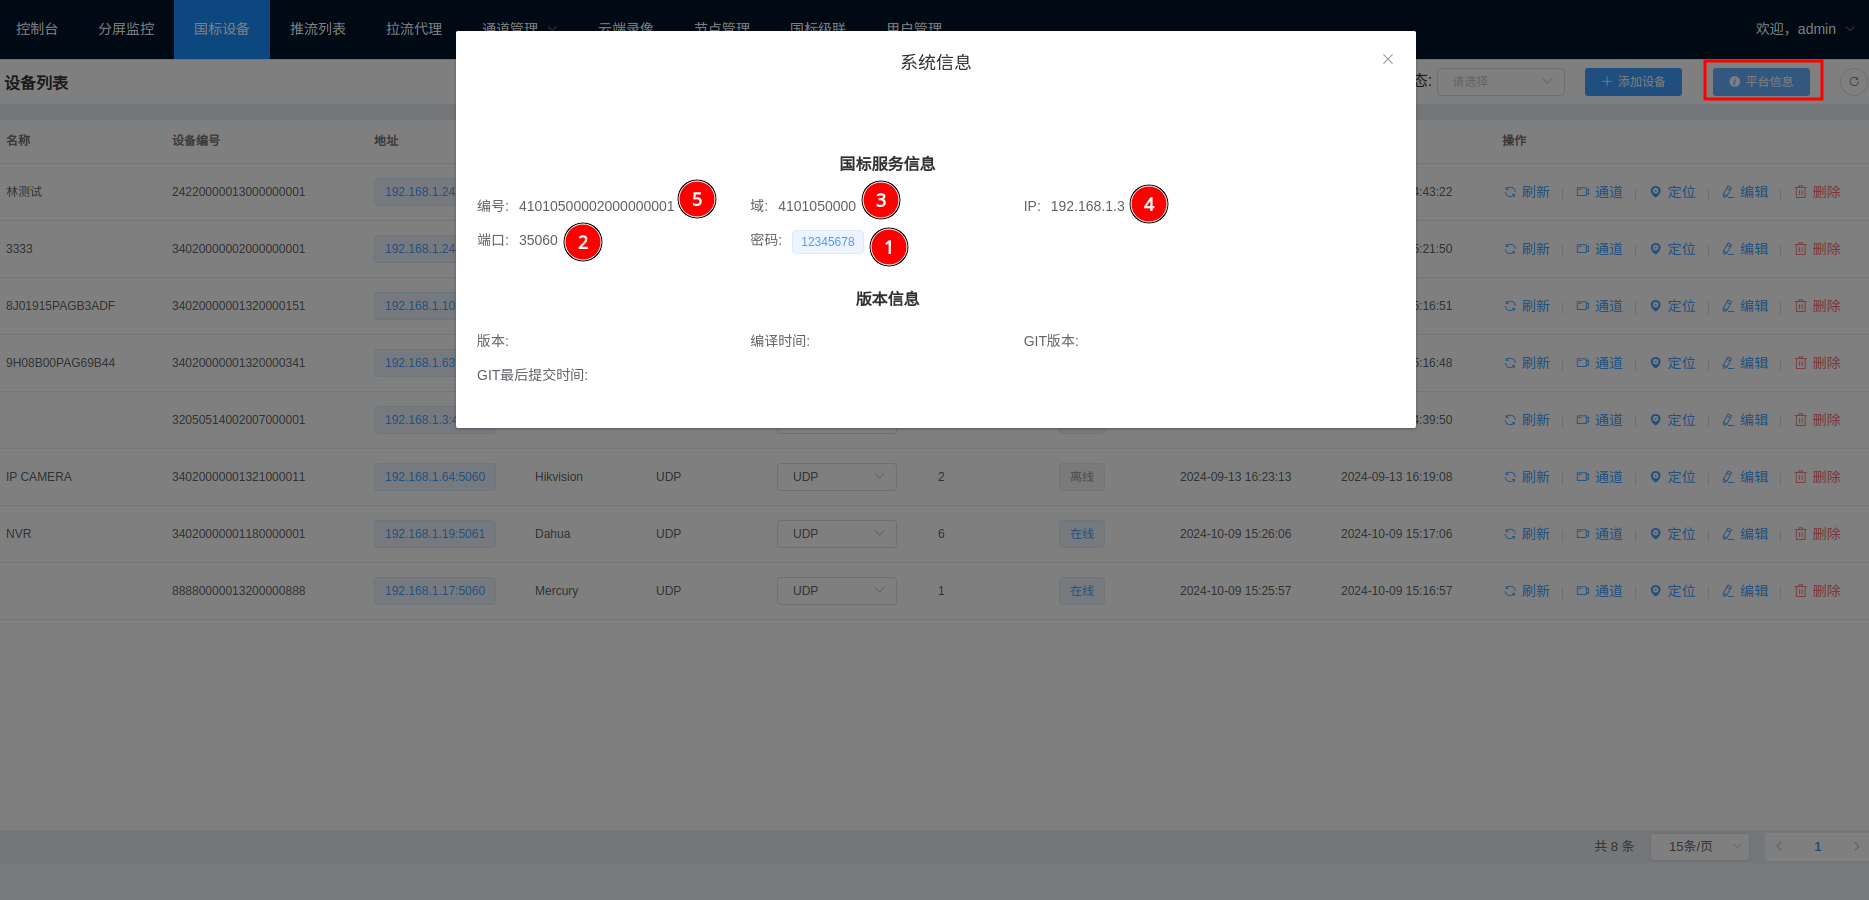 控制台 分屏监控 国标设备 推流列表 拉流代理 通道管理 云端录像 节点管理 国标级联 用户管理 欢迎，admin
系统信息
设备列表 态: 请选择 添加设备 平台信息
名称 设备编号 地址 操作
国标服务信息
林测试 24220000013000000001 192.168.1.24 :43:22 刷新 通道 定位 编辑 删除
编号: 41010500002000000001 5 域: 4101050000 3 IP: 192.168.1.3 4
端口: 35060 2 密码: 12345678 1
3333 34020000002000000001 192.168.1.24 :21:50 刷新 通道 定位 编辑 删除
版本信息
8J01915PAGB3ADF 34020000001320000151 192.168.1.10 :16:51 刷新 通道 定位 编辑 删除
版本: 编译时间: GIT版本:
9H08B00PAG69B44 34020000001320000341 192.168.1.63 :16:48 刷新 通道 定位 编辑 删除
GIT最后提交时间:
32050514002007000001 192.168.1.3:4 :39:50 刷新 通道 定位 编辑 删除
IP CAMERA 34020000001321000011 192.168.1.64:5060 Hikvision UDP UDP 2 离线 2024-09-13 16:23:13 2024-09-13 16:19:08 刷新 通道 定位 编辑 删除
NVR 34020000001180000001 192.168.1.19:5061 Dahua UDP UDP 6 在线 2024-10-09 15:26:06 2024-10-09 15:17:06 刷新 通道 定位 编辑 删除
88880000013200000888 192.168.1.17:5060 Mercury UDP UDP 1 在线 2024-10-09 15:25:57 2024-10-09 15:16:57 刷新 通道 定位 编辑 删除
共 8 条 15条/页 1